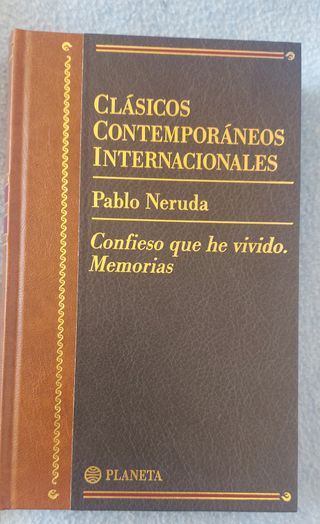 CLÁSICOS
CONTEMPORÁNEOS
INTERNACIONALES
Pablo Neruda
Confieso que he vivido.
Memorias
PLANETA